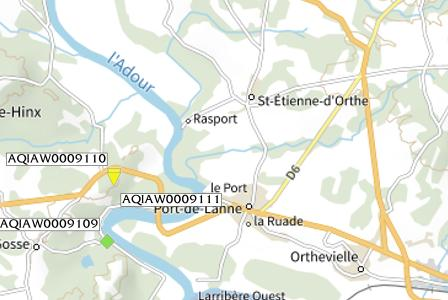 l'Adour
St-Étienne-d'Orthe
e-Hinx
Rasport
AQIAW0009110
D6
le Port
AQIAW0009111
Port-de-Lanne
AQIAW0009109
la Ruade
Sosse
Orthevielle
Larribère Ouest